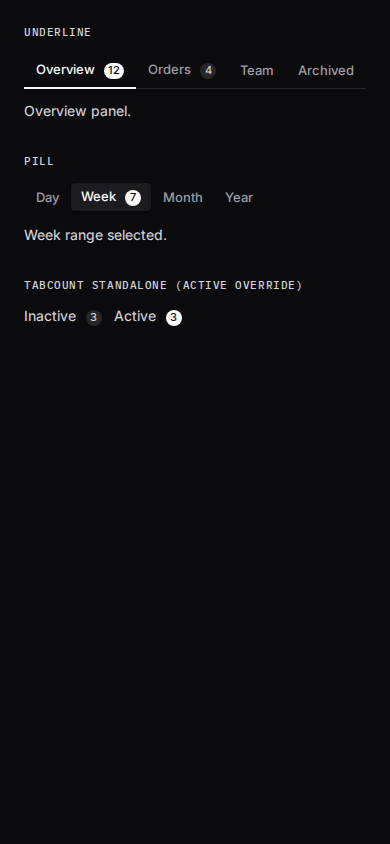 UNDERLINE
Overview 12 Orders 4 Team Archived
Overview panel.
PILL
Day Week 7 Month Year
Week range selected.
TABCOUNT STANDALONE (ACTIVE OVERRIDE)
Inactive 3 Active 3